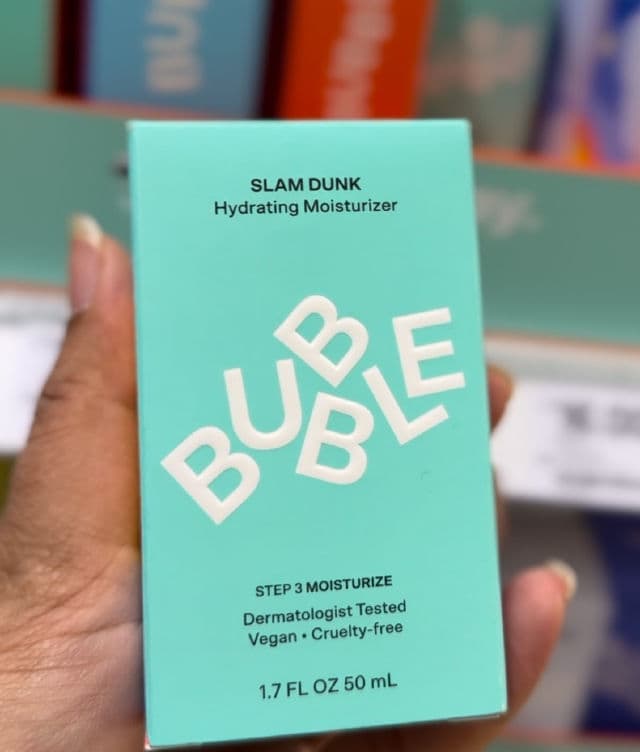 SLAM DUNK
Hydrating Moisturizer
BUBBLE
STEP 3 MOISTURIZE
Dermatologist Tested
Vegan • Cruelty-free
1.7 FL OZ 50 mL